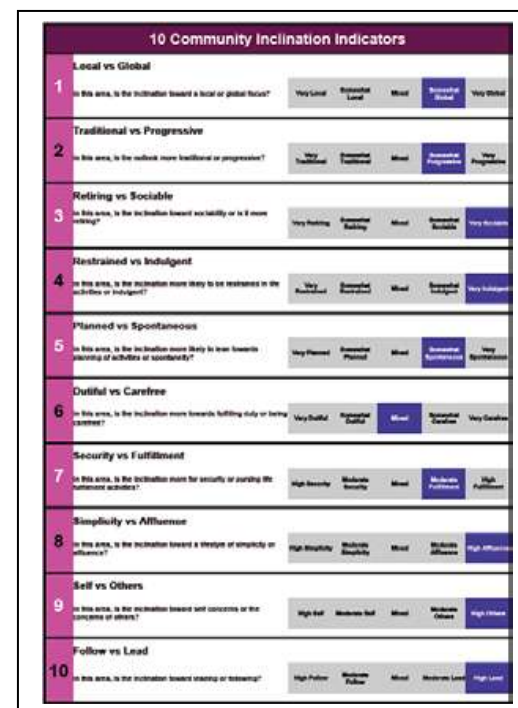 10 Community Inclination Indicators
Local vs Global
1
In this area, is the inclination toward a local or global focus?
Very Local Somewhat Local Mixed Somewhat Global Very Global
Traditional vs Progressive
2
In this area, is the outlook more traditional or progressive?
Very Traditional Somewhat Traditional Mixed Somewhat Progressive Very Progressive
Retiring vs Sociable
3
In this area, is the inclination toward sociability or is it more
retiring?
Very Retiring Somewhat Retiring Mixed Somewhat Sociable Very Sociable
Restrained vs Indulgent
4
In this area, is the inclination more likely to be restrained in life
activities or indulgent?
Very Restrained Somewhat Restrained Mixed Somewhat Indulgent Very Indulgent
Planned vs Spontaneous
5
In this area, is the inclination more likely to lean towards
planning of activities or spontaneity?
Very Planned Somewhat Planned Mixed Somewhat Spontaneous Very Spontaneous
Dutiful vs Carefree
6
In this area, is the inclination more towards fulfilling duty or being
carefree?
Very Dutiful Somewhat Dutiful Mixed Somewhat Carefree Very Carefree
Security vs Fulfillment
7
In this area, is the inclination more for security or pursing life
fulfillment activities?
High Security Moderate Security Mixed Moderate Fulfillment High Fulfillment
Simplicity vs Affluence
8
In this area, is the inclination toward a lifestyle of simplicity or
affluence?
High Simplicity Moderate Simplicity Mixed Moderate Affluence High Affluence
Self vs Others
9
In this area, is the inclination toward self concerns or the
concerns of others?
High Self Moderate Self Mixed Moderate Others High Others
Follow vs Lead
10
In this area, is the inclination toward leading or following?
High Follow Moderate Follow Mixed Moderate Lead High Lead